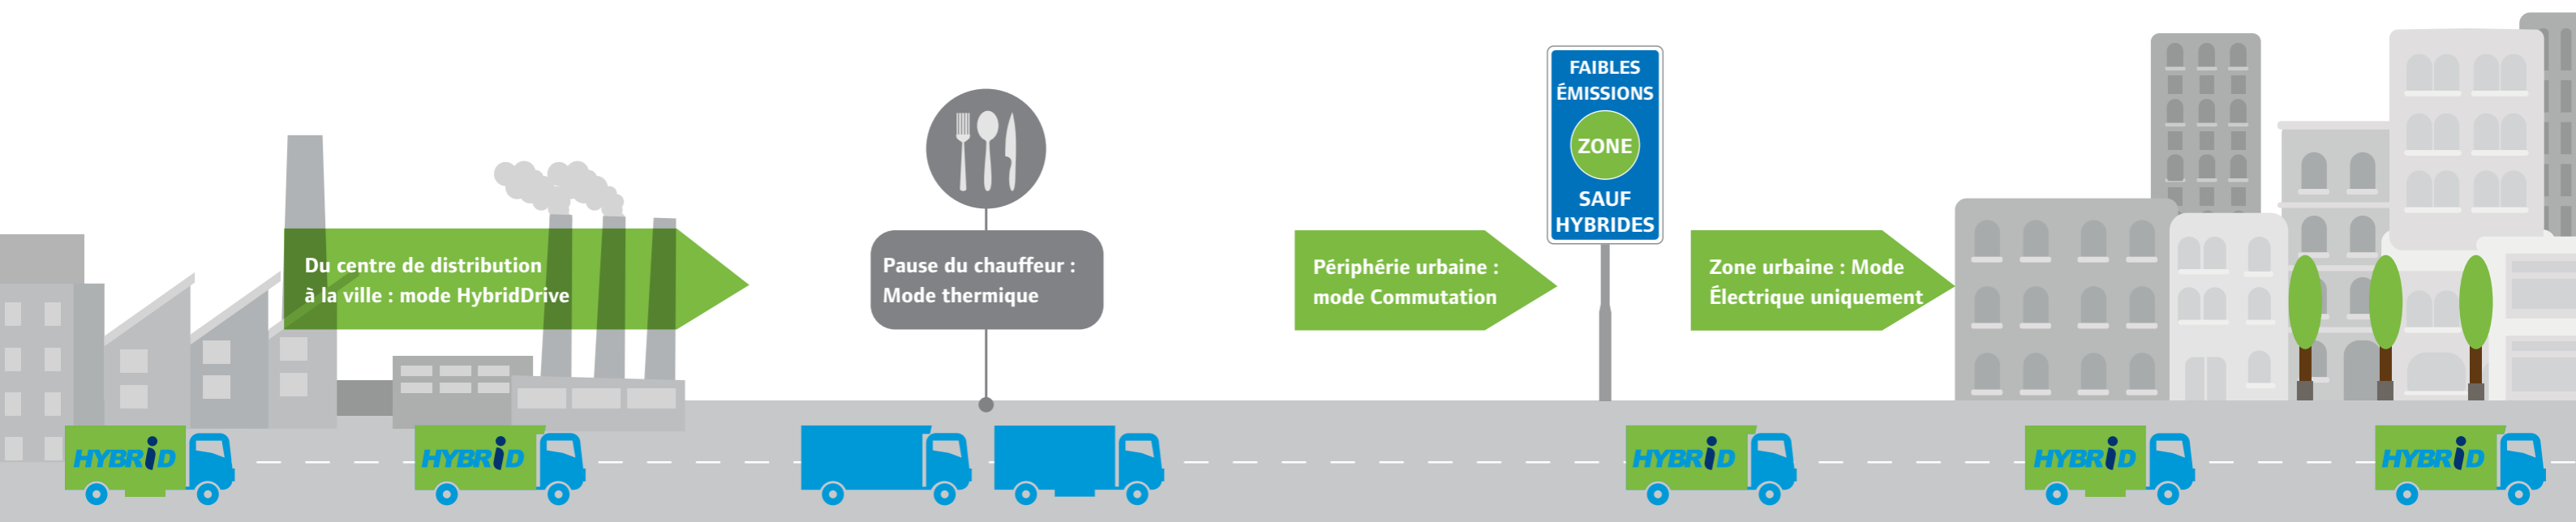 Du centre de distribution
à la ville : mode HybridDrive
Pause du chauffeur :
Mode thermique
Périphérie urbaine :
mode Commutation
FAIBLES
ÉMISSIONS
ZONE
SAUF
HYBRIDES
Zone urbaine : Mode
Électrique uniquement
HYBRiD
HYBRiD
HYBRiD
HYBRiD
HYBRiD